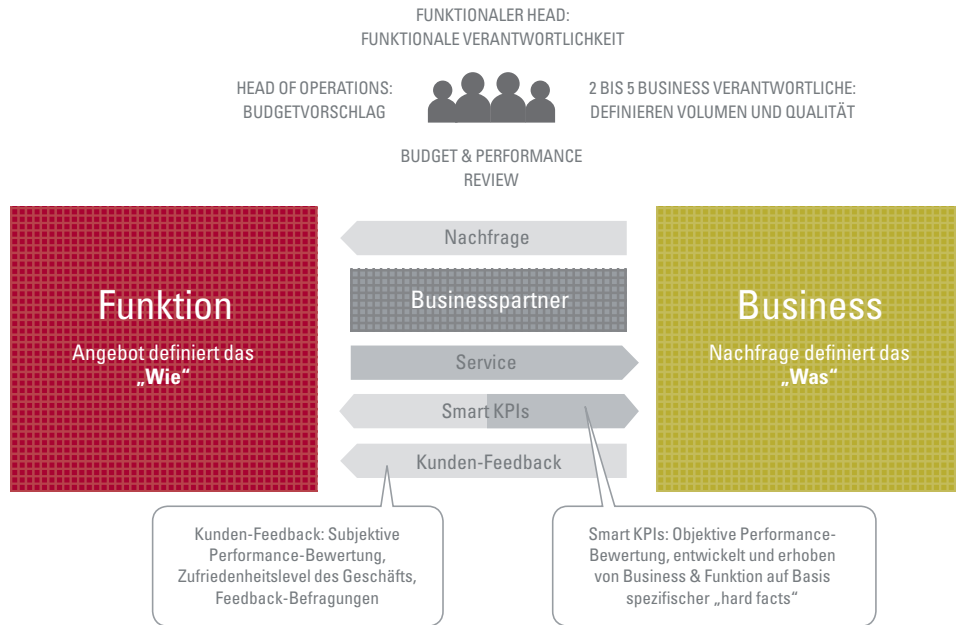 FUNKTIONALER HEAD:
FUNKTIONALE VERANTWORTLICHKEIT
HEAD OF OPERATIONS:
BUDGETVORSCHLAG
2 BIS 5 BUSINESS VERANTWORTLICHE:
DEFINIEREN VOLUMEN UND QUALITÄT
BUDGET & PERFORMANCE
REVIEW
Funktion
Angebot definiert das
„Wie“
Nachfrage
Businesspartner
Service
Smart KPIs
Kunden-Feedback
Business
Nachfrage definiert das
„Was“
Kunden-Feedback: Subjektive
Performance-Bewertung,
Zufriedenheitslevel des Geschäfts,
Feedback-Befragungen
Smart KPIs: Objektive Performance-
Bewertung, entwickelt und erhoben
von Business & Funktion auf Basis
spezifischer „hard facts“